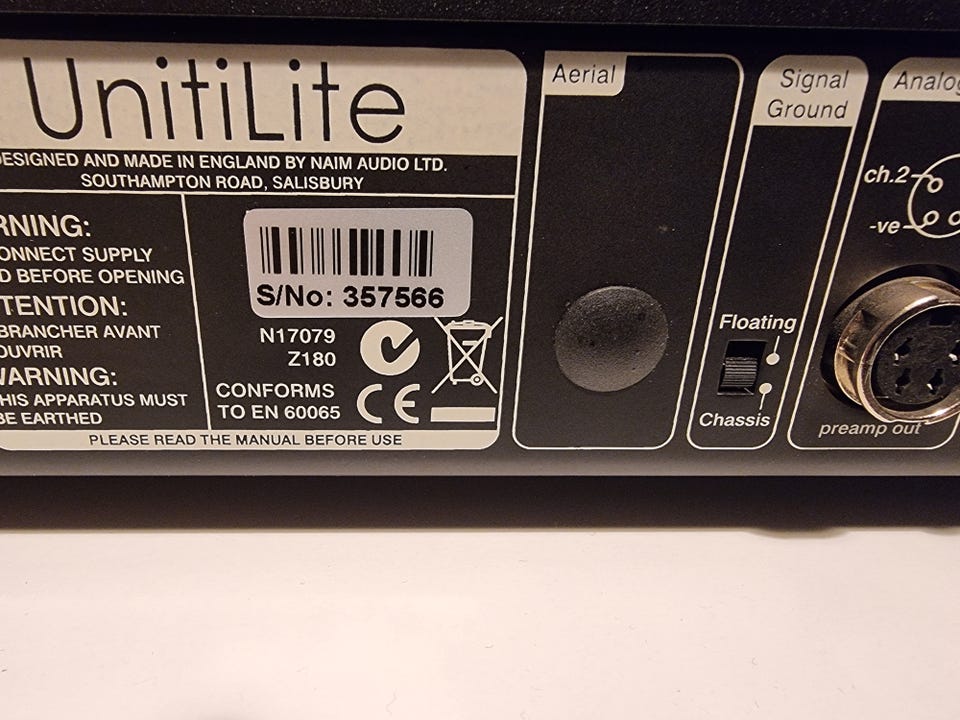 UnitiLite
DESIGNED AND MADE IN ENGLAND BY NAIM AUDIO LTD.
SOUTHAMPTON ROAD, SALISBURY
RNING:
ONNECT SUPPLY
D BEFORE OPENING
TENTION:
BRANCHER AVANT
OUVRIR
WARNING:
HIS APPARATUS MUST
BE EARTHED
S/No: 357566
N17079
Z180
CONFORMS
TO EN 60065
CE
PLEASE READ THE MANUAL BEFORE USE
Aerial
Signal
Ground
Floating
Chassis
Analog
ch.2
-ve
preamp out